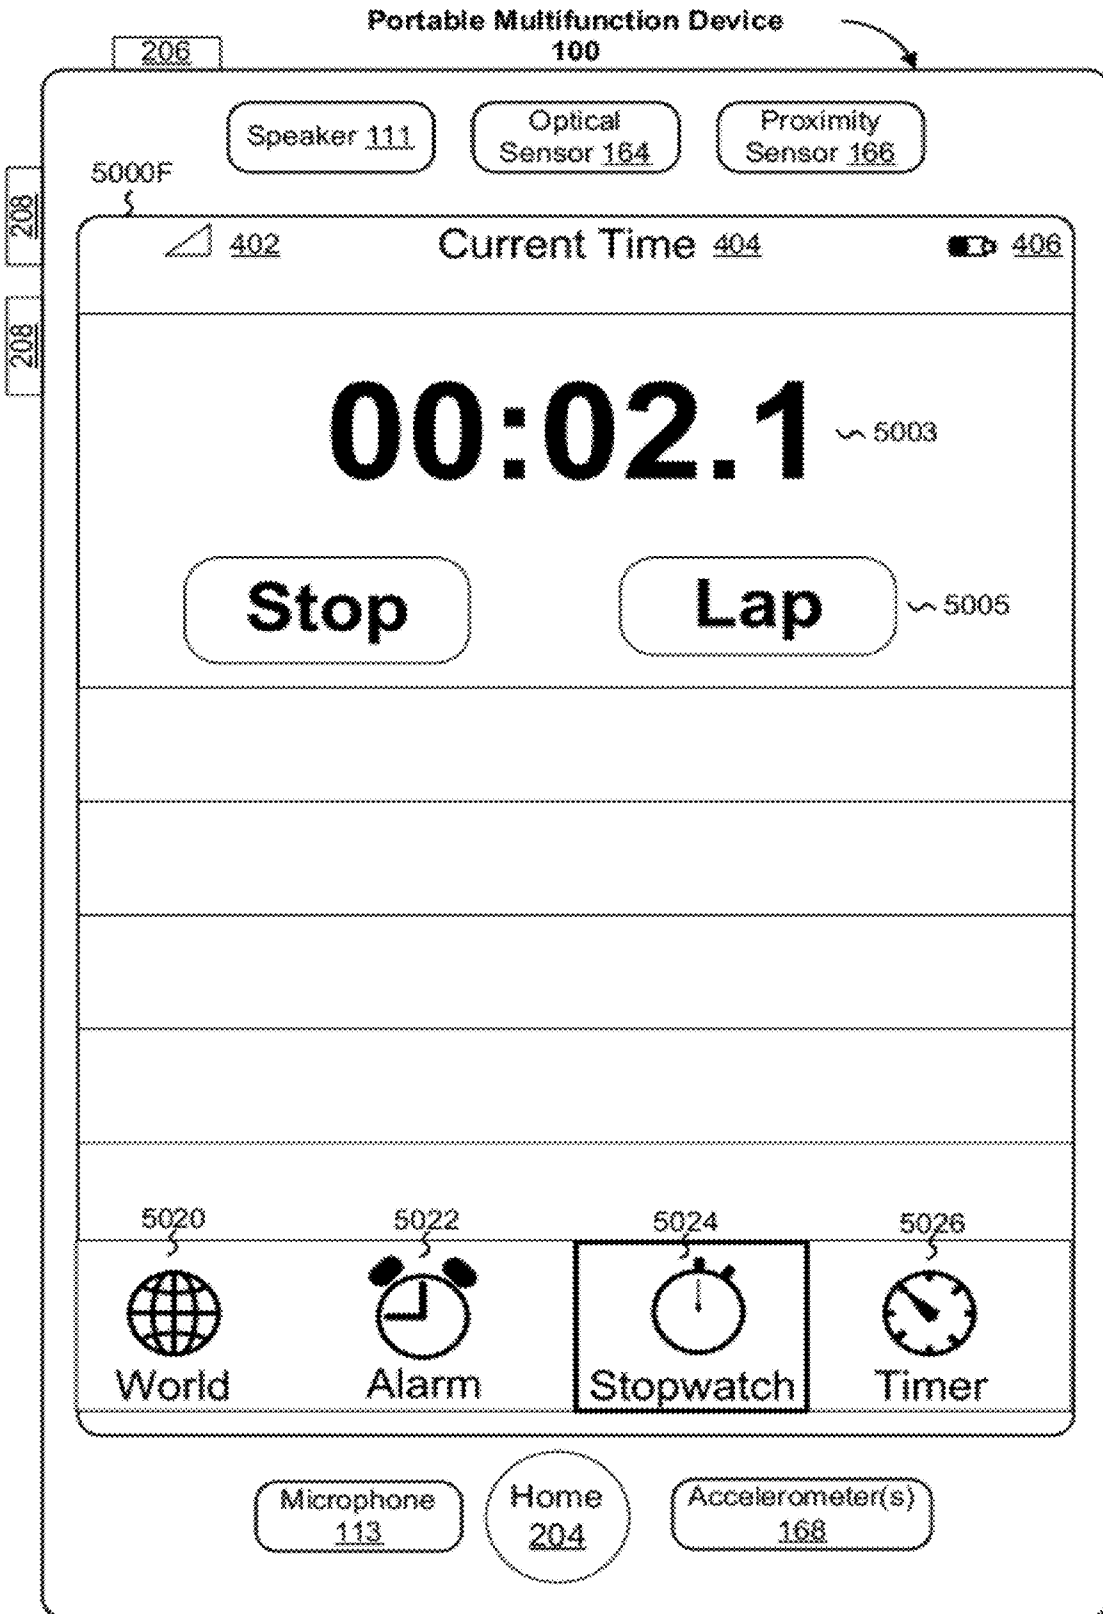 Portable Multifunction Device
100
206
Speaker 111
Optical
Sensor 164
Proximity
Sensor 166
5000F
208
208
402
Current Time 404
406
00:02.1
5003
Stop
Lap
5005
5020
5022
5024
5026
World
Alarm
Stopwatch
Timer
Microphone
113
Home
204
Accelerometer(s)
168